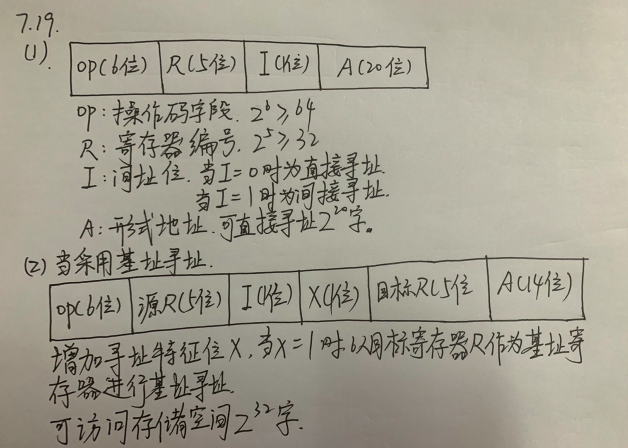 7.19.
(1). op(6位) R(5位) I(1位) A(20位)
op: 操作码字段. 2⁶≥64
R: 寄存器编号. 2⁵≥32
I: 间址位. 当I=0时为直接寻址.
当I=1时为间接寻址.
A: 形式地址. 可直接寻址2²⁰字。
(2) 当采用基址寻址.
op(6位) 源R(5位) I(1位) X(1位) 目标R(5位 A(14位)
增加寻址特征位X, 当X=1时.以目标寄存器R作为基址寄
存器进行基址寻址.
可访问存储空间2³²字.